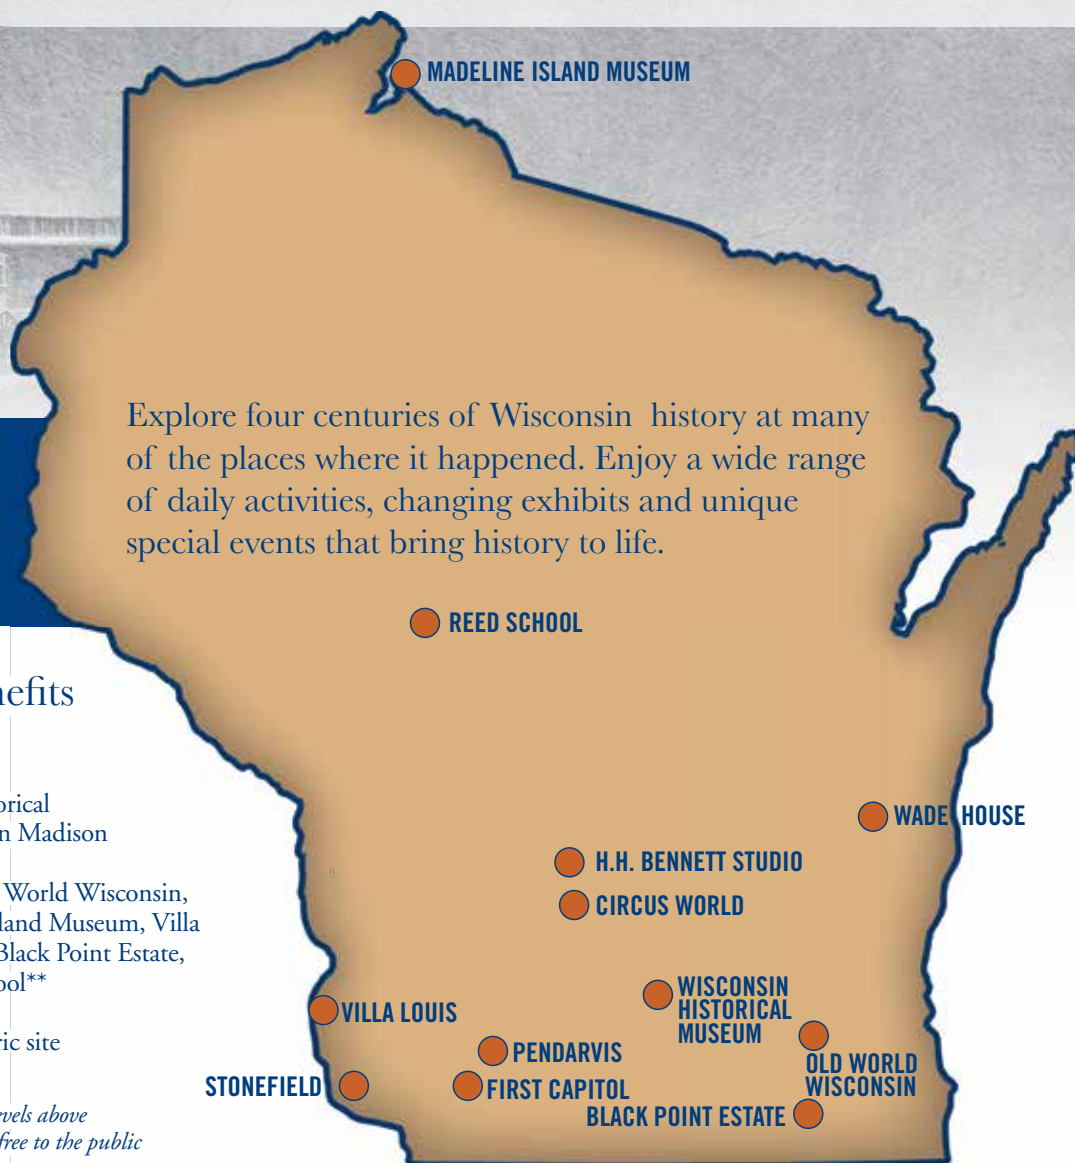 MADELINE ISLAND MUSEUM
Explore four centuries of Wisconsin history at many
of the places where it happened. Enjoy a wide range
of daily activities, changing exhibits and unique
special events that bring history to life.
REED SCHOOL
WADE HOUSE
H.H. BENNETT STUDIO
CIRCUS WORLD
WISCONSIN
HISTORICAL
MUSEUM
VILLA LOUIS
PENDARVIS
OLD WORLD
WISCONSIN
STONEFIELD
FIRST CAPITOL
BLACK POINT ESTATE
nefits
orical
n Madison
World Wisconsin,
land Museum, Villa
Black Point Estate,
ool**
ric site
evels above
free to the public